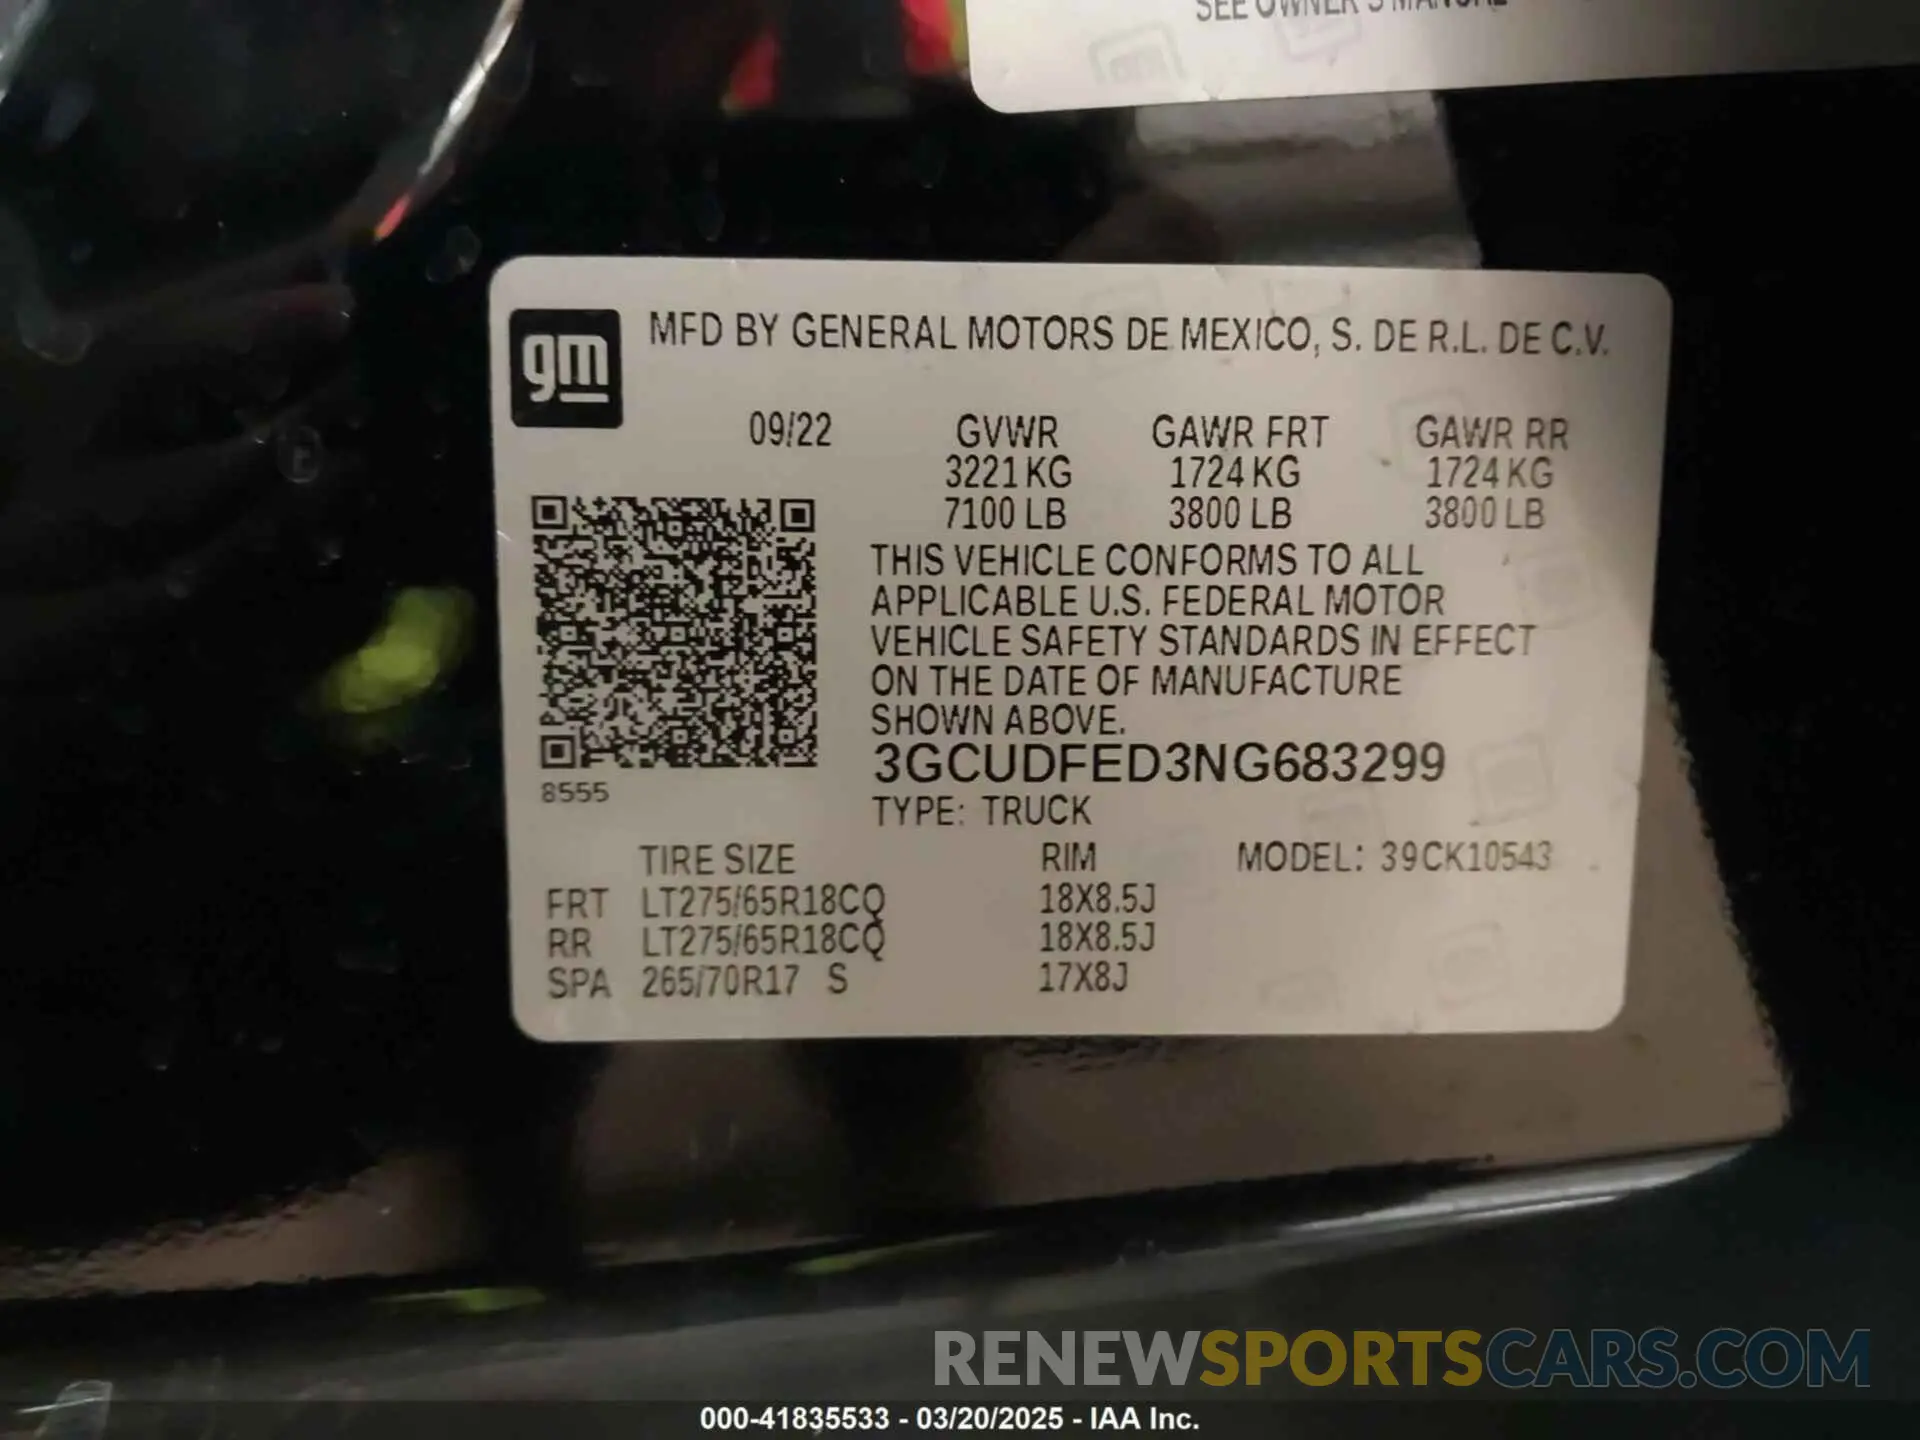 SEE OWNER'S MANUAL
gm
MFD BY GENERAL MOTORS DE MEXICO, S. DE R.L. DE C.V.
09/22 GVWR GAWR FRT GAWR RR
3221 KG 1724 KG 1724 KG
7100 LB 3800 LB 3800 LB
THIS VEHICLE CONFORMS TO ALL
APPLICABLE U.S. FEDERAL MOTOR
VEHICLE SAFETY STANDARDS IN EFFECT
ON THE DATE OF MANUFACTURE
SHOWN ABOVE.
3GCUDFED3NG683299
8555
TYPE: TRUCK
TIRE SIZE RIM MODEL: 39CK10543
FRT LT275/65R18CQ 18X8.5J
RR LT275/65R18CQ 18X8.5J
SPA 265/70R17 S 17X8J
RENEWSPORTSCARS.COM
000-41835533 - 03/20/2025 - IAA Inc.